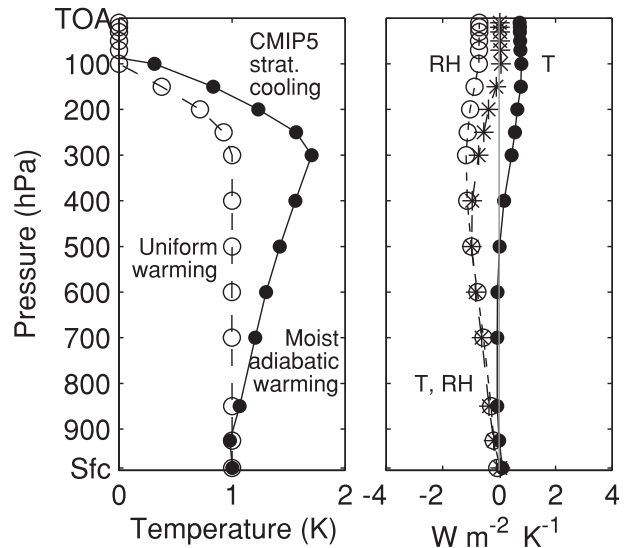 TOA
100
200
300
400
500
600
700
800
900
Sfc
Pressure (hPa)
CMIP5
strat.
cooling
Uniform
warming
Moist
adiabatic
warming
0
1
2
Temperature (K)
RH
T
T, RH
-4
-2
0
2
4
W m⁻² K⁻¹